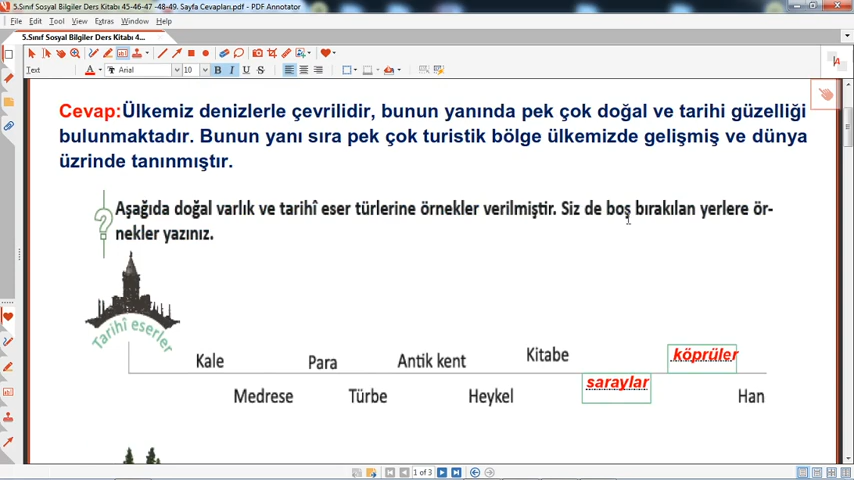 5.Sınıf Sosyal Bilgiler Ders Kitabı 45-46-47 -48-49. Sayfa Cevapları.pdf - PDF Annotator
File Edit Tool View Extras Window Help
5.Sınıf Sosyal Bilgiler Ders Kitabı 4...
Text Arial 10 B I U S
Cevap:Ülkemiz denizlerle çevrilidir, bunun yanında pek çok doğal ve tarihi güzelliği
bulunmaktadır. Bunun yanı sıra pek çok turistik bölge ülkemizde gelişmiş ve dünya
üzrinde tanınmıştır.
Aşağıda doğal varlık ve tarihî eser türlerine örnekler verilmiştir. Siz de boş bırakılan yerlere ör-
nekler yazınız.
Tarihî eserler
Kale Para Antik kent Kitabe köprüler
Medrese Türbe Heykel saraylar Han
1 of 3